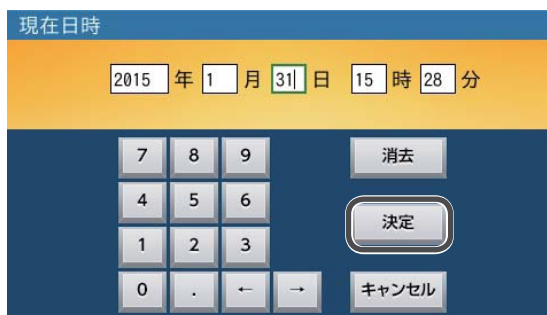 現在日時
2015 年 1 月 31 日 15 時 28 分
7 8 9 消去
4 5 6
決定
1 2 3
0 . ← → キャンセル